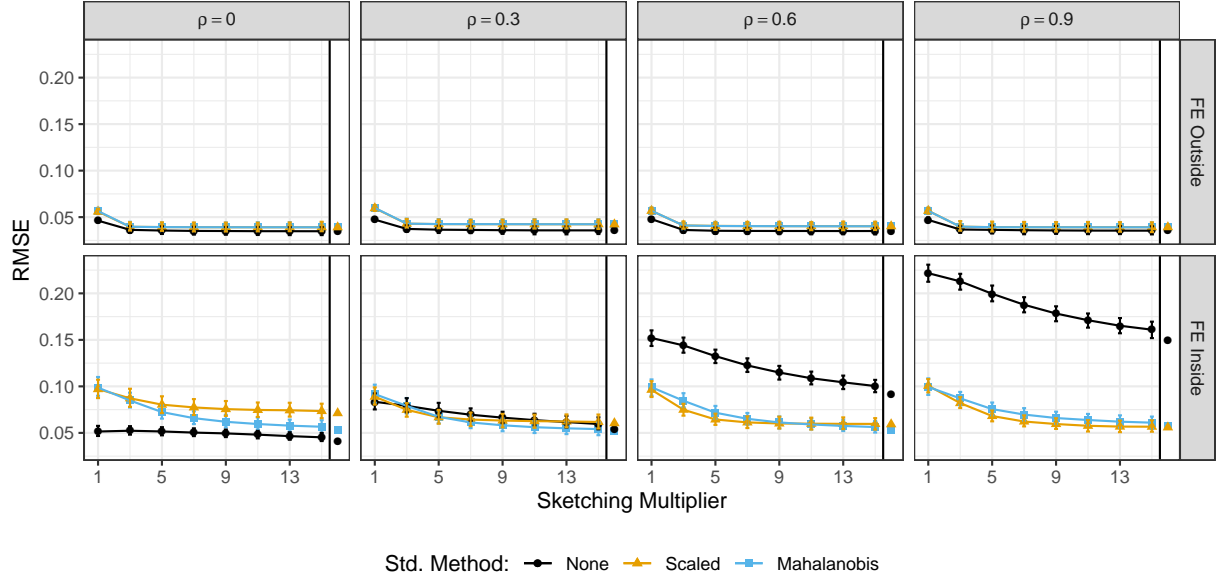 ρ = 0
ρ = 0.3
ρ = 0.6
ρ = 0.9
0.20
0.15
0.10
0.05
FE Outside
0.20
0.15
0.10
0.05
FE Inside
RMSE
1 5 9 13
1 5 9 13
1 5 9 13
1 5 9 13
Sketching Multiplier
Std. Method: None Scaled Mahalanobis